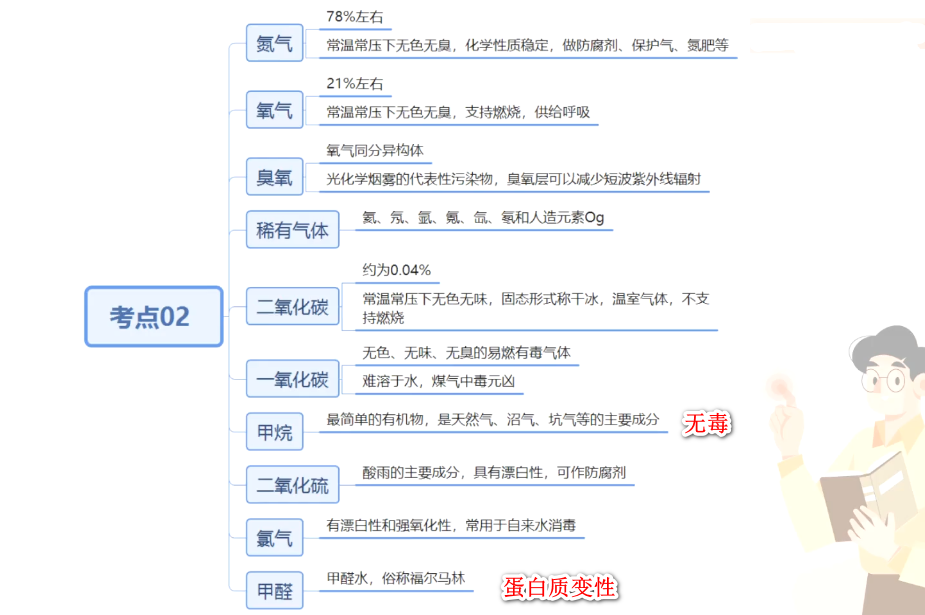 考点02
氮气
78%左右
常温常压下无色无臭，化学性质稳定，做防腐剂、保护气、氮肥等
氧气
21%左右
常温常压下无色无臭，支持燃烧，供给呼吸
臭氧
氧气同分异构体
光化学烟雾的代表性污染物，臭氧层可以减少短波紫外线辐射
稀有气体
氦、氖、氩、氪、氙、氡和人造元素Og
二氧化碳
约为0.04%
常温常压下无色无味，固态形式称干冰，温室气体，不支
持燃烧
一氧化碳
无色、无味、无臭的易燃有毒气体
难溶于水，煤气中毒元凶
甲烷
最简单的有机物，是天然气、沼气、坑气等的主要成分
无毒
二氧化硫
酸雨的主要成分，具有漂白性，可作防腐剂
氯气
有漂白性和强氧化性，常用于自来水消毒
甲醛
甲醛水，俗称福尔马林
蛋白质变性